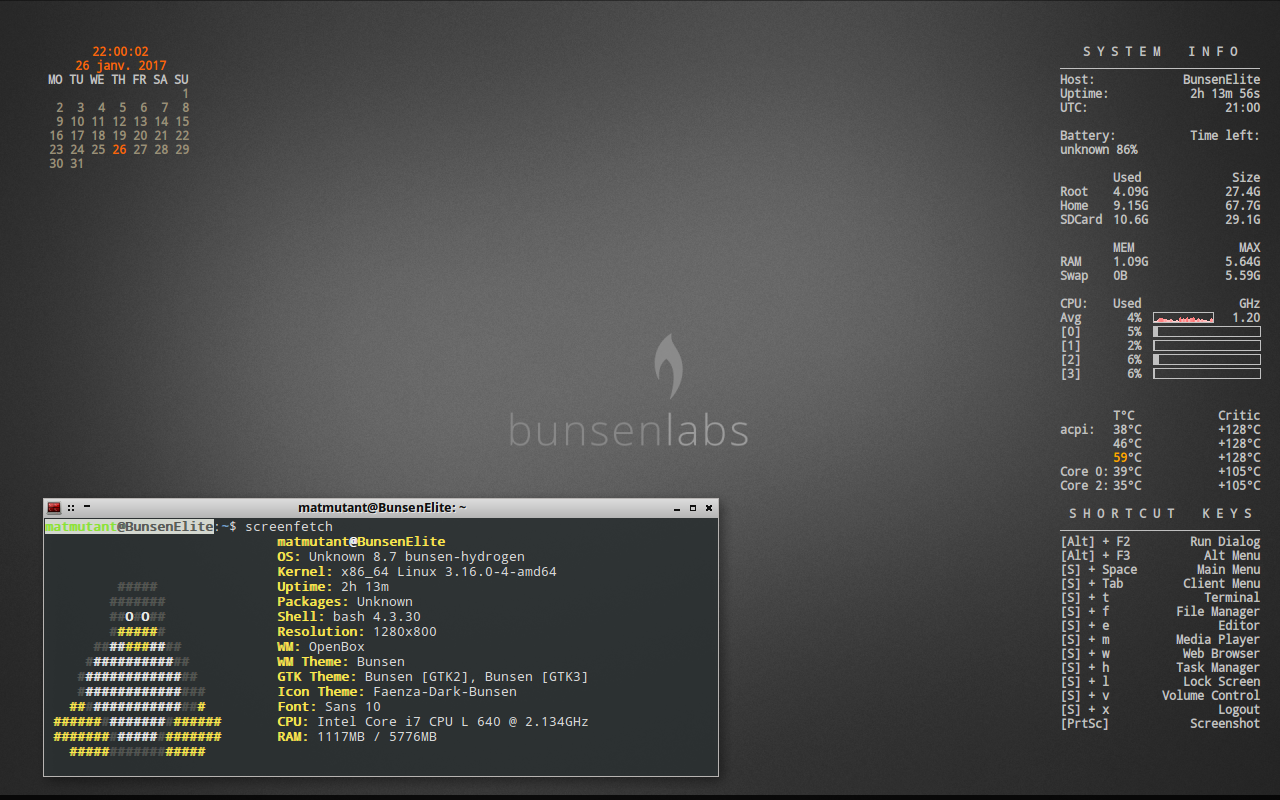 22:00:02
26 janv. 2017
MO TU WE TH FR SA SU
1
2 3 4 5 6 7 8
9 10 11 12 13 14 15
16 17 18 19 20 21 22
23 24 25 26 27 28 29
30 31
SYSTEM INFO
Host: BunsenElite
Uptime: 2h 13m 56s
UTC: 21:00
Battery: Time left:
unknown 86%
Used Size
Root 4.09G 27.4G
Home 9.15G 67.7G
SDCard 10.6G 29.1G
MEM MAX
RAM 1.09G 5.64G
Swap 0B 5.59G
CPU: Used GHz
Avg 4% 1.20
[0] 5%
[1] 2%
[2] 6%
[3] 6%
T°C Critic
acpi: 38°C +128°C
46°C +128°C
59°C +128°C
Core 0: 39°C +105°C
Core 2: 35°C +105°C
SHORTCUT KEYS
[Alt] + F2 Run Dialog
[Alt] + F3 Alt Menu
[S] + Space Main Menu
[S] + Tab Client Menu
[S] + t Terminal
[S] + f File Manager
[S] + e Editor
[S] + m Media Player
[S] + w Web Browser
[S] + h Task Manager
[S] + l Lock Screen
[S] + v Volume Control
[S] + x Logout
[PrtSc] Screenshot
bunsenlabs
matmutant@BunsenElite: ~
matmutant@BunsenElite:~$ screenfetch
matmutant@BunsenElite
OS: Unknown 8.7 bunsen-hydrogen
Kernel: x86_64 Linux 3.16.0-4-amd64
Uptime: 2h 13m
Packages: Unknown
Shell: bash 4.3.30
Resolution: 1280x800
WM: OpenBox
WM Theme: Bunsen
GTK Theme: Bunsen [GTK2], Bunsen [GTK3]
Icon Theme: Faenza-Dark-Bunsen
Font: Sans 10
CPU: Intel Core i7 CPU L 640 @ 2.134GHz
RAM: 1117MB / 5776MB